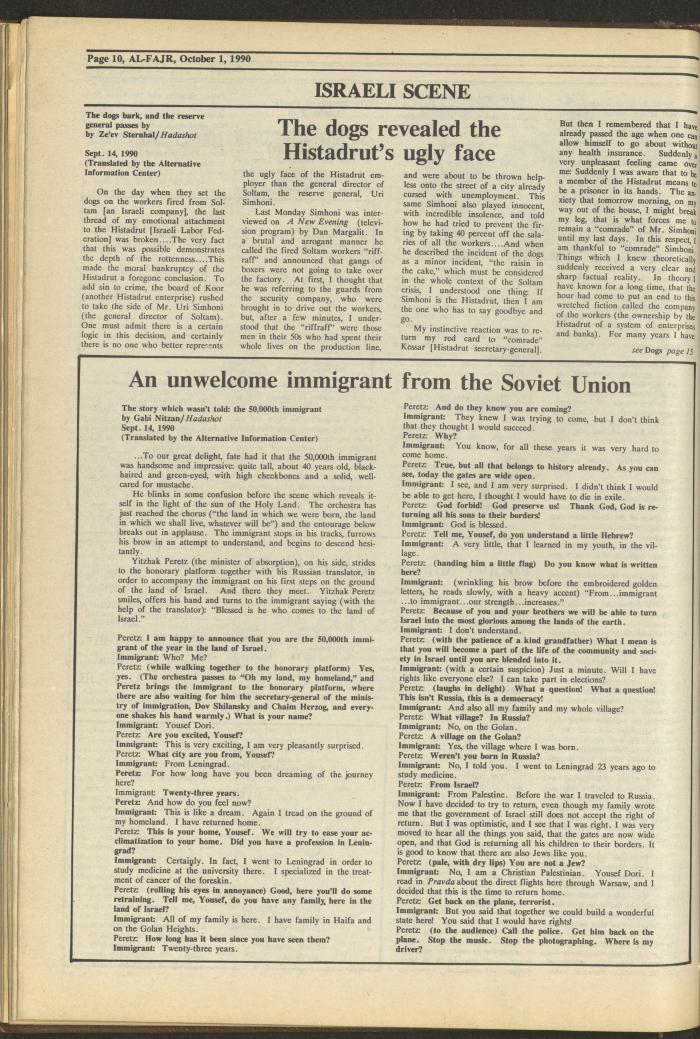 Page 10, AL-FAJR, October 1, 1990
ISRAELI SCENE
The dogs bark, and the reserve
general passes by
by Ze'ev Sternhal/Hadashot
Sept. 14, 1990
(Translated by the Alternative
Information Center)
The dogs revealed the
Histadrut's ugly face
On the day when they set the
dogs on the workers fired from Sol-
tam [an Israeli company], the last
thread of my emotional attachment
to the Histadrut [Israeli Labor Fed-
eration] was broken....The very fact
that this was possible demonstrates
the depth of the rottenness....This
made the moral bankruptcy of the
Histadrut a foregone conclusion. To
add sin to crime, the board of Koor
(another Histadrut enterprise) rushed
to take the side of Mr. Uri Simhoni
(the general director of Soltam).
One must admit there is a certain
logic in this decision, and certainly
there is no one who better represents
the ugly face of the Histadrut em-
ployer than the general director of
Soltam, the reserve general, Uri
Simhoni.
Last Monday Simhoni was inter-
viewed on A New Evening (televi-
sion program) by Dan Margalit. In
a brutal and arrogant manner he
called the fired Soltam workers "riff-
raff" and announced that gangs of
boxers were not going to take over
the factory. At first, I thought that
he was referring to the guards from
the security company, who were
brought in to drive out the workers,
but, after a few minutes, I under-
stood that the "riffraff" were those
men in their 50s who had spent their
whole lives on the production line,
and were about to be thrown help-
less onto the street of a city already
cursed with unemployment. This
same Simhoni also played innocent,
with incredible insolence, and told
how he had tried to prevent the fir-
ing by taking 40 percent off the sala-
ries of all the workers....And when
he described the incident of the dogs
as a minor incident, "the raisin in
the cake," which must be considered
in the whole context of the Soltam
crisis, I understood one thing: If
Simhoni is the Histadrut, then I am
the one who has to say goodbye and
go.
My instinctive reaction was to re-
turn my red card to "comrade"
Kessar [Histadrut secretary-general].
But then I remembered that I have
already passed the age when one can
allow himself to go about without
any health insurance. Suddenly a
very unpleasant feeling came over
me: Suddenly I was aware that to be
a member of the Histadrut means to
be a prisoner in its hands. The an-
xiety that tomorrow morning, on my
way out of the house, I might break
my leg, that is what forces me to
remain a "comrade" of Mr. Simhoni
until my last days. In this respect, I
am thankful to "comrade" Simhoni.
Things which I knew theoretically
suddenly received a very clear and
sharp factual reality. In theory I
have known for a long time, that the
hour had come to put an end to this
wretched fiction called the company
of the workers (the ownership by the
Histadrut of a system of enterprises
and banks). For many years I have
see Dogs page 15
An unwelcome immigrant from the Soviet Union
The story which wasn't told: the 50,000th immigrant
by Gabi Nitzan/Hadashot
Sept. 14, 1990
(Translated by the Alternative Information Center)
...To our great delight, fate had it that the 50,000th immigrant
was handsome and impressive: quite tall, about 40 years old, black-
haired and green-eyed, with high cheekbones and a solid, well-
cared for mustache.
He blinks in some confusion before the scene which reveals it-
self in the light of the sun of the Holy Land. The orchestra has
just reached the chorus ("the land in which we were born, the land
in which we shall live, whatever will be") and the entourage below
breaks out in applause. The immigrant stops in his tracks, furrows
his brow in an attempt to understand, and begins to descend hesi-
tantly.
Yitzhak Peretz (the minister of absorption), on his side, strides
to the honorary platform together with his Russian translator, in
order to accompany the immigrant on his first steps on the ground
of the land of Israel. And there they meet. Yitzhak Peretz
smiles, offers his hand and turns to the immigrant saying (with the
help of the translator): "Blessed is he who comes to the land of
Israel."
Peretz: I am happy to announce that you are the 50,000th immi-
grant of the year in the land of Israel.
Immigrant: Who? Me?
Peretz: (while walking together to the honorary platform) Yes,
yes. (The orchestra passes to "Oh my land, my homeland," and
Peretz brings the immigrant to the honorary platform, where
there are also waiting for him the secretary-general of the minis-
try of immigration, Dov Shilansky and Chaim Herzog, and every-
one shakes his hand warmly.) What is your name?
Immigrant: Yousef Dori.
Peretz: Are you excited, Yousef?
Immigrant: This is very exciting, I am very pleasantly surprised.
Peretz: What city are you from, Yousef?
Immigrant: From Leningrad.
Peretz: For how long have you been dreaming of the journey
here?
Immigrant: Twenty-three years.
Peretz: And how do you feel now?
Immigrant: This is like a dream. Again I tread on the ground of
my homeland. I have returned home.
Peretz: This is your home, Yousef. We will try to ease your ac-
climatization to your home. Did you have a profession in Lenin-
grad?
Immigrant: Certainly. In fact, I went to Leningrad in order to
study medicine at the university there. I specialized in the treat-
ment of cancer of the foreskin.
Peretz: (rolling his eyes in annoyance) Good, here you'll do some
retraining. Tell me, Yousef, do you have any family, here in the
land of Israel?
Immigrant: All of my family is here. I have family in Haifa and
on the Golan Heights.
Peretz: How long has it been since you have seen them?
Immigrant: Twenty-three years.
Peretz: And do they know you are coming?
Immigrant: They knew I was trying to come, but I don't think
that they thought I would succeed.
Peretz: Why?
Immigrant: You know, for all these years it was very hard to
come home.
Peretz: True, but all that belongs to history already. As you can
see, today the gates are wide open.
Immigrant: I see, and I am very surprised. I didn't think I would
be able to get here, I thought I would have to die in exile.
Peretz: God forbid! God preserve us! Thank God, God is re-
turning all his sons to their borders!
Immigrant: God is blessed.
Peretz: Tell me, Yousef, do you understand a little Hebrew?
Immigrant: A very little, that I learned in my youth, in the vil-
lage.
Peretz: (handing him a little flag) Do you know what is written
here?
Immigrant: (wrinkling his brow before the embroidered golden
letters, he reads slowly, with a heavy accent) "From...immigrant
...to immigrant...our strength...increases."
Peretz: Because of you and your brothers we will be able to turn
Israel into the most glorious among the lands of the earth.
Immigrant: I don't understand.
Peretz: (with the patience of a kind grandfather) What I mean is
that you will become a part of the life of the community and soci-
ety in Israel until you are blended into it.
Immigrant: (with a certain suspicion) Just a minute. Will I have
rights like everyone else? I can take part in elections?
Peretz: (laughs in delight) What a question! What a question!
This isn't Russia, this is a democracy!
Immigrant: And also all my family and my whole village?
Peretz: What village? In Russia?
Immigrant: No, on the Golan.
Peretz: A village on the Golan?
Immigrant: Yes, the village where I was born.
Peretz: Weren't you born in Russia?
Immigrant: No, I told you. I went to Leningrad 23 years ago to
study medicine.
Peretz: From Israel?
Immigrant: From Palestine. Before the war I traveled to Russia.
Now I have decided to try to return, even though my family wrote
me that the government of Israel still does not accept the right of
return. But I was optimistic, and I see that I was right. I was very
moved to hear all the things you said, that the gates are now wide
open, and that God is returning all his children to their borders. It
is good to know that there are also Jews like you.
Peretz: (pale, with dry lips) You are not a Jew?
Immigrant: No, I am a Christian Palestinian. Yousef Dori. I
read in Pravda about the direct flights here through Warsaw, and I
decided that this is the time to return home.
Peretz: Get back on the plane, terrorist.
Immigrant: But you said that together we could build a wonderful
state here! You said that I would have rights!
Peretz: (to the audience) Call the police. Get him back on the
plane. Stop the music. Stop the photographing. Where is my
driver?